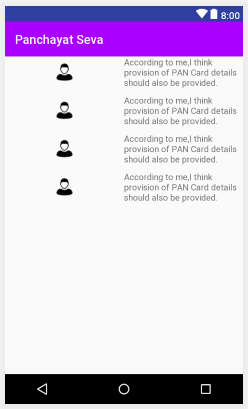 8:00
Panchayat Seva
According to me,I think
provision of PAN Card details
should also be provided.
According to me,I think
provision of PAN Card details
should also be provided.
According to me,I think
provision of PAN Card details
should also be provided.
According to me,I think
provision of PAN Card details
should also be provided.